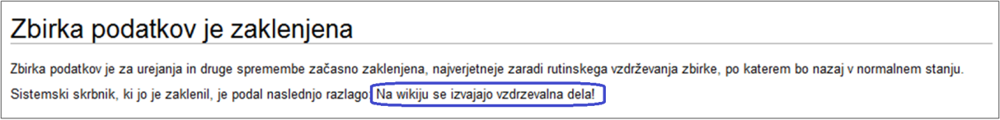 Zbirka podatkov je zaklenjena
Zbirka podatkov je za urejanja in druge spremembe začasno zaklenjena, najverjetneje zaradi rutinskega vzdrževanja zbirke, po katerem bo nazaj v normalnem stanju.
Sistemski skrbnik, ki jo je zaklenil, je podal naslednjo razlago: Na wikiju se izvajajo vzdrzevalna dela!